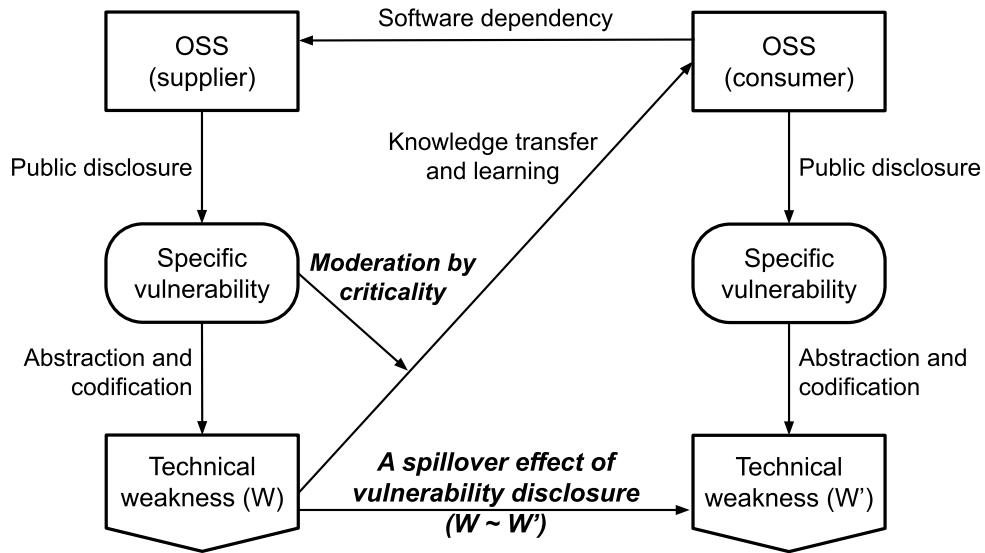 Software dependency
OSS
(supplier)
OSS
(consumer)
Knowledge transfer
and learning
Public disclosure
Public disclosure
Specific
vulnerability
Moderation by
criticality
Specific
vulnerability
Abstraction and
codification
Abstraction and
codification
Technical
weakness (W)
A spillover effect of
vulnerability disclosure
(W ~ W’)
Technical
weakness (W’)